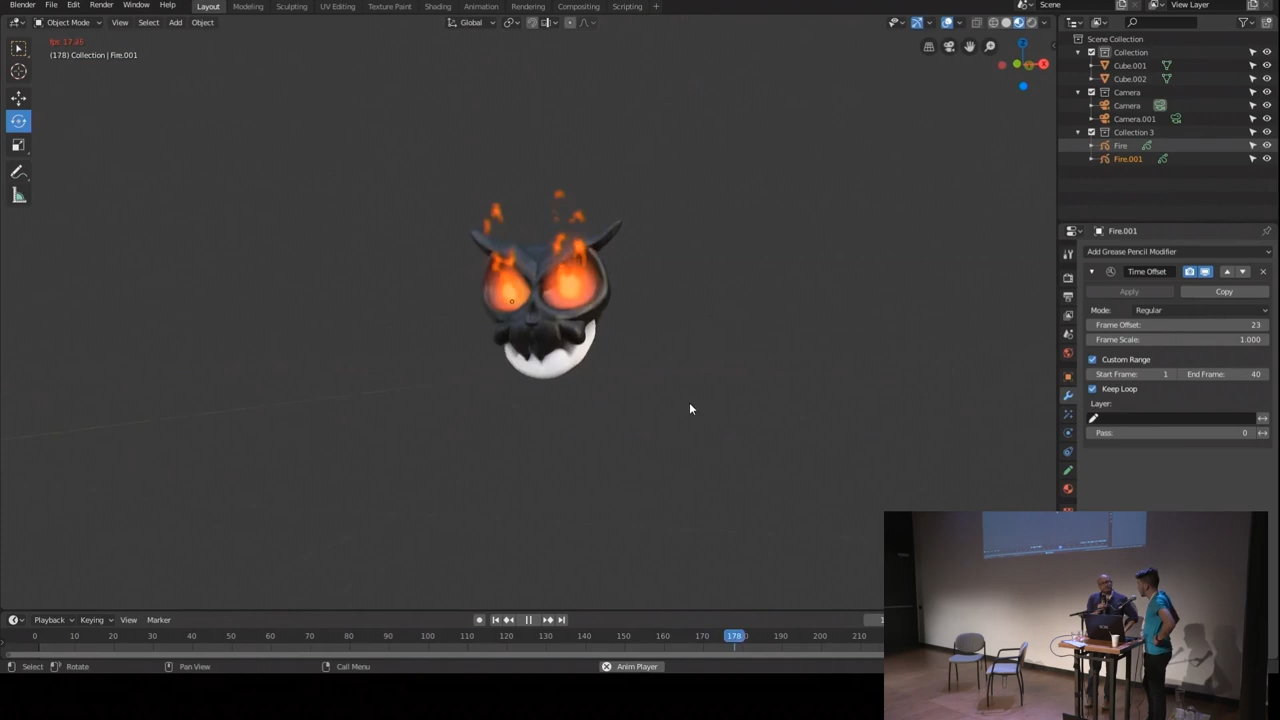 Blender File Edit Render Window Help Layout Modeling Sculpting UV Editing Texture Paint Shading Animation Rendering Compositing Scripting + Scene View Layer
Object Mode View Select Add Object Global
fps: 17.35
(178) Collection | Fire.001
X
Scene Collection
Collection
Cube.001
Cube.002
Camera
Camera
Camera.001
Collection 3
Fire
Fire.001
Fire.001
Add Grease Pencil Modifier
Time Offset
Apply Copy
Mode: Regular
Frame Offset: 23
Frame Scale: 1.000
Custom Range
Start Frame: 1 End Frame: 40
Keep Loop
Layer:
Pass: 0
Playback Keying View Marker 1
0 10 20 30 40 50 60 70 80 90 100 110 120 130 140 150 160 170 178 190 200 210
Select Rotate Pan View Call Menu Anim Player